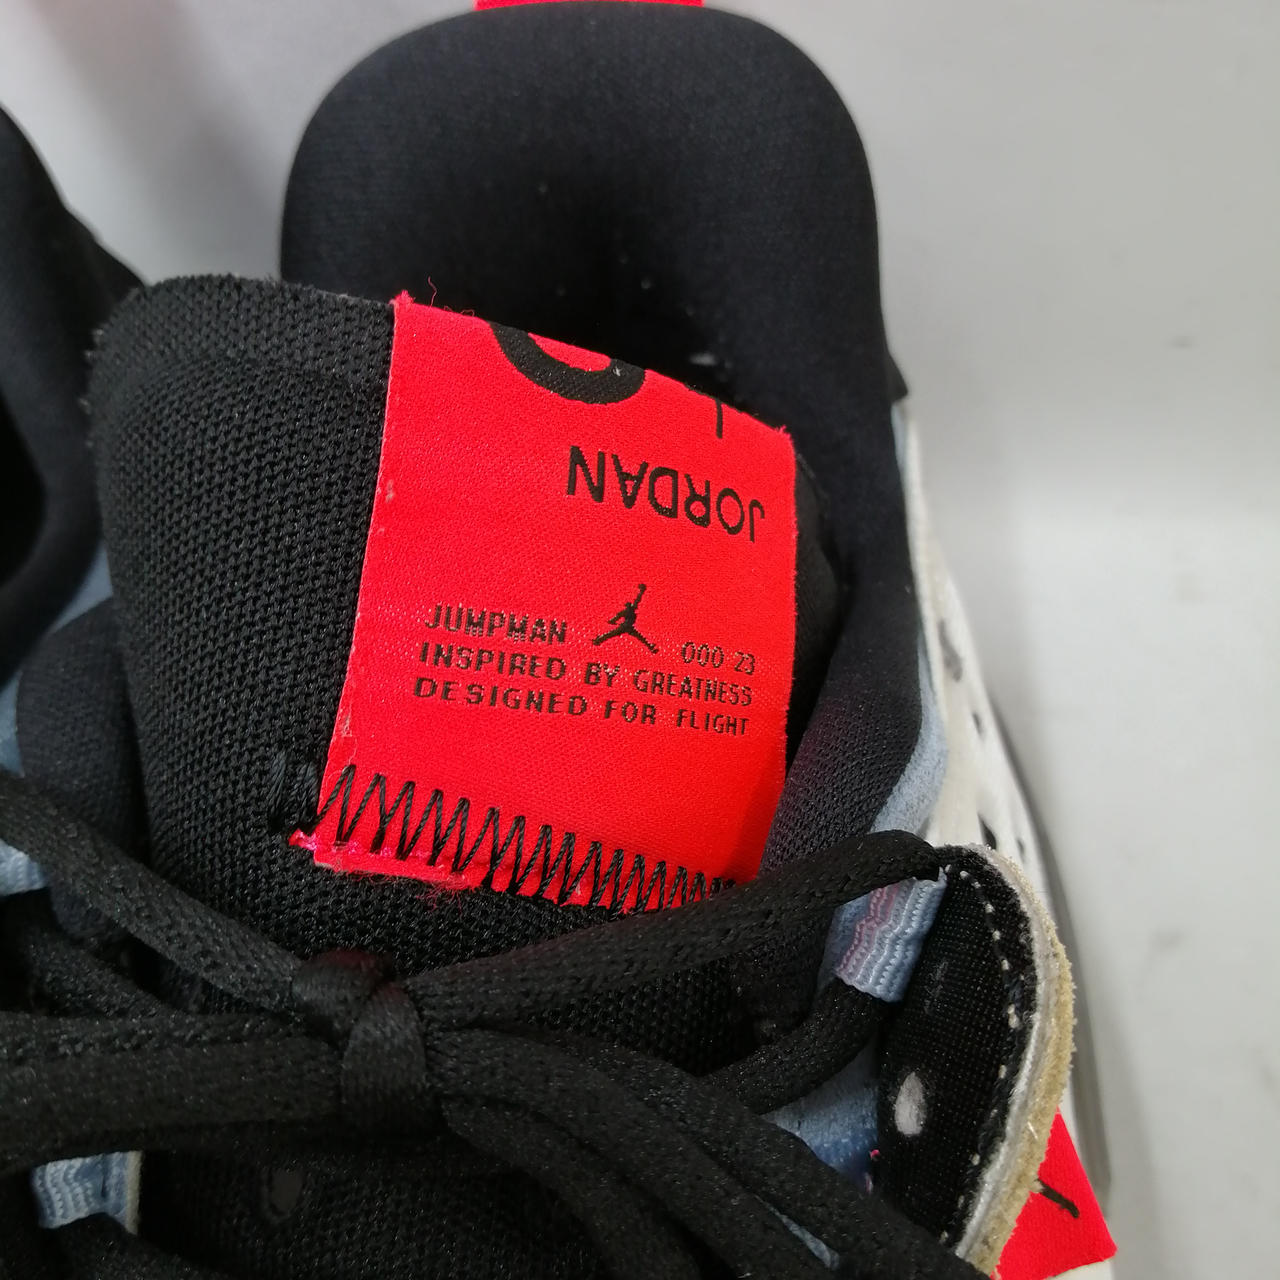 JORDAN
JUMPMAN 000 23
INSPIRED BY GREATNESS
DESIGNED FOR FLIGHT